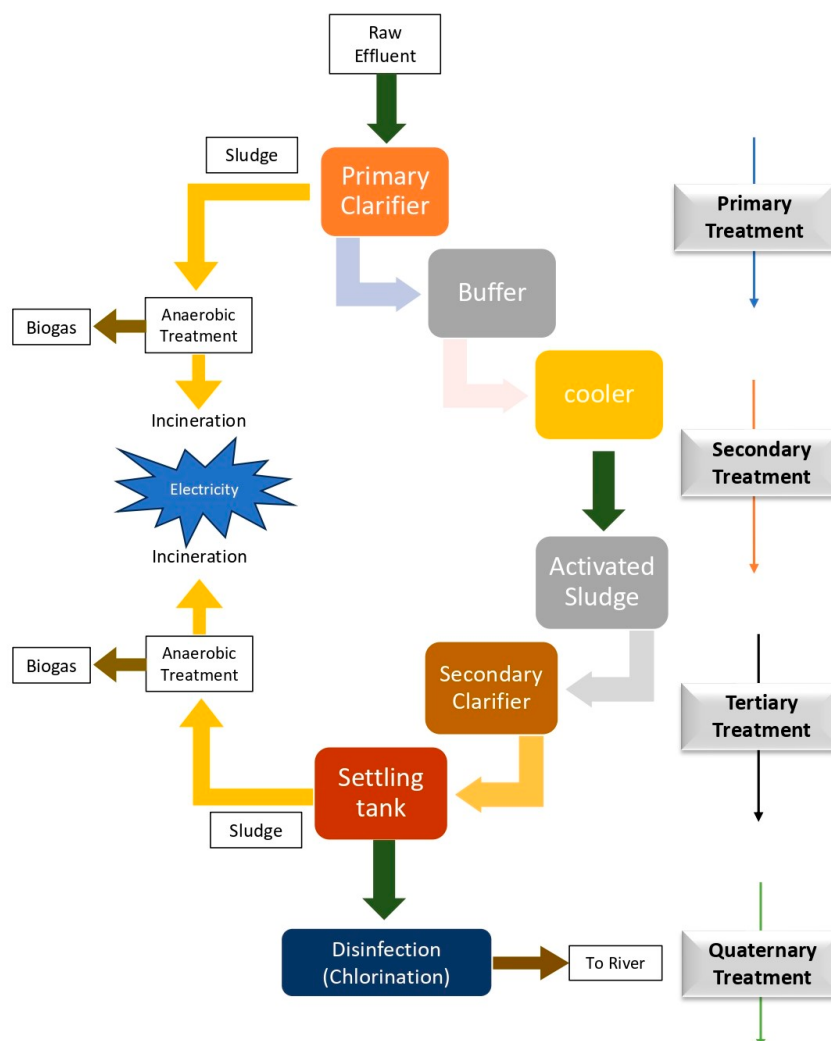 Raw
Effluent
Sludge
Primary
Clarifier
Primary
Treatment
Buffer
Biogas
Anaerobic
Treatment
cooler
Incineration
Secondary
Treatment
Electricity
Incineration
Activated
Sludge
Biogas
Anaerobic
Treatment
Secondary
Clarifier
Tertiary
Treatment
Settling
tank
Sludge
Disinfection
(Chlorination)
To River
Quaternary
Treatment